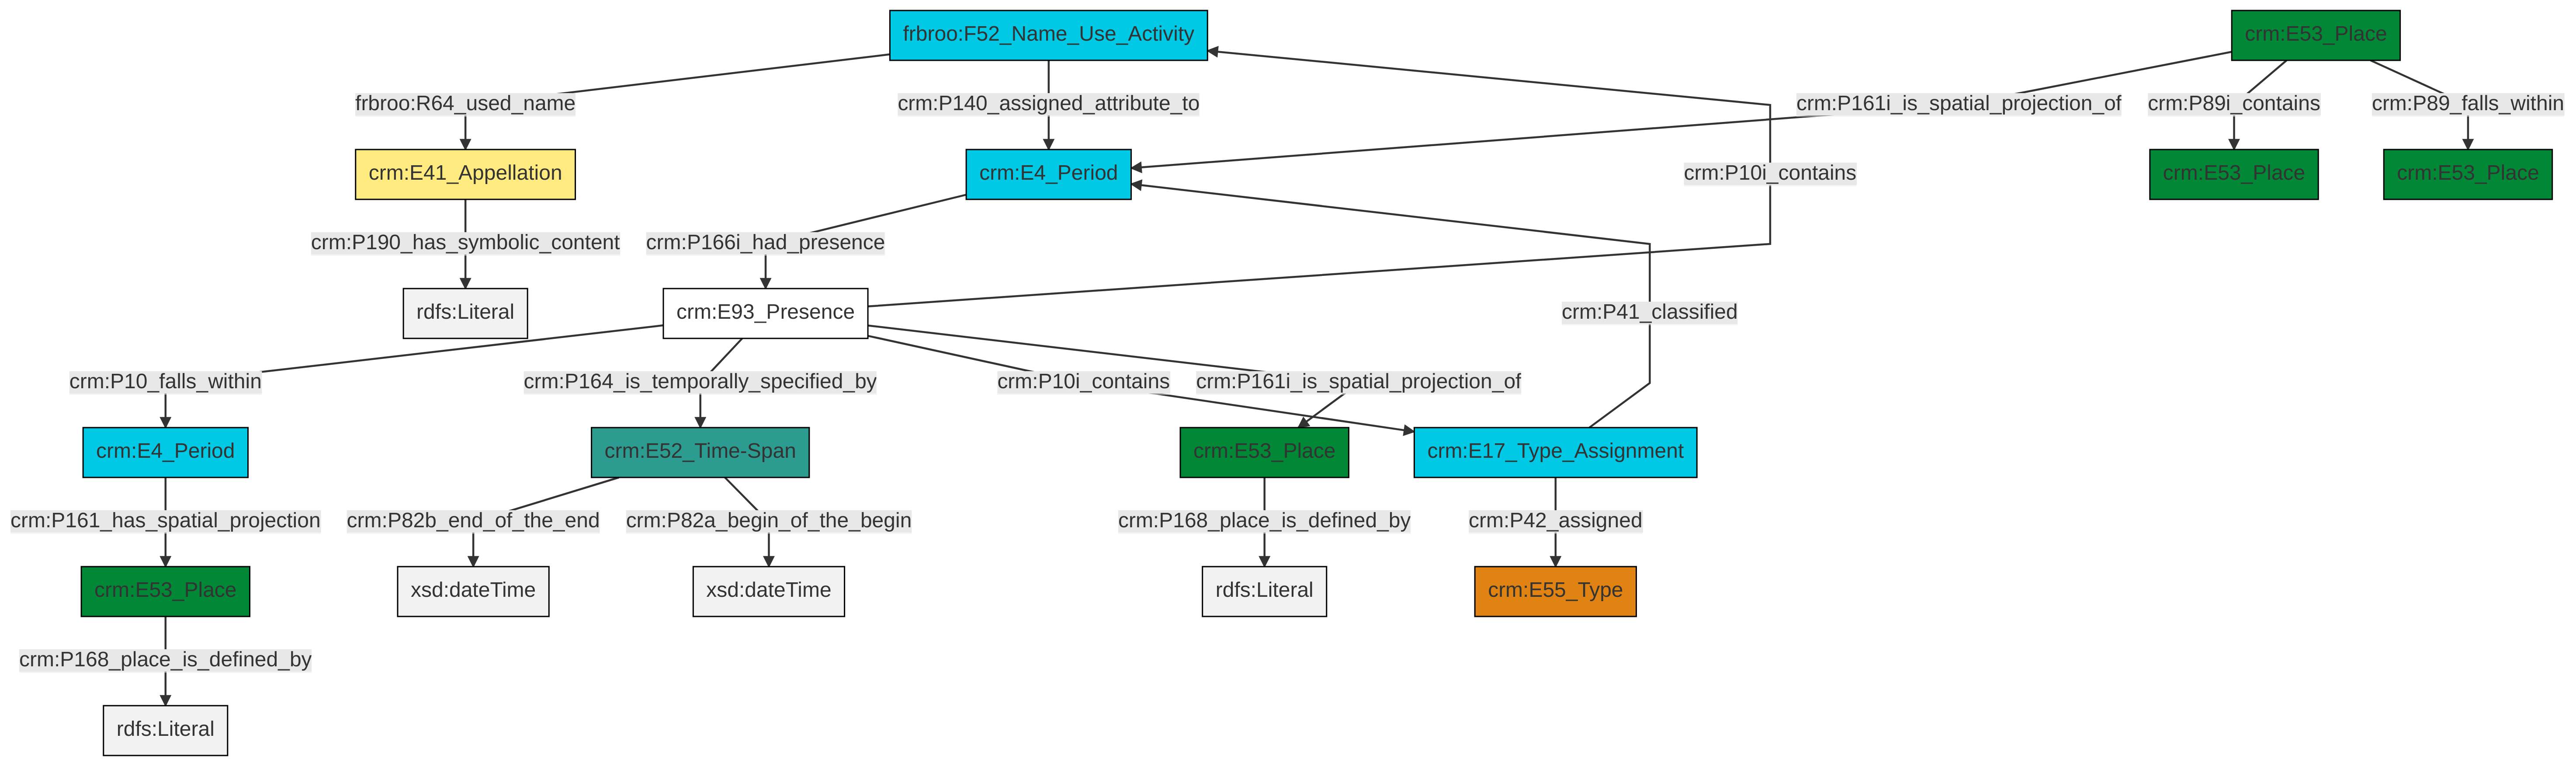 frbroo:F52_Name_Use_Activity
crm:E53_Place
frbroo:R64_used_name
crm:P140_assigned_attribute_to
crm:P161i_is_spatial_projection_of
crm:P89i_contains
crm:P89_falls_within
crm:E41_Appellation
crm:E4_Period
crm:P10i_contains
crm:E53_Place
crm:E53_Place
crm:P190_has_symbolic_content
crm:P166i_had_presence
rdfs:Literal
crm:E93_Presence
crm:P41_classified
crm:P10_falls_within
crm:P164_is_temporally_specified_by
crm:P10i_contains
crm:P161i_is_spatial_projection_of
crm:E4_Period
crm:E52_Time-Span
crm:E53_Place
crm:E17_Type_Assignment
crm:P161_has_spatial_projection
crm:P82b_end_of_the_end
crm:P82a_begin_of_the_begin
crm:P168_place_is_defined_by
crm:P42_assigned
crm:E53_Place
xsd:dateTime
xsd:dateTime
rdfs:Literal
crm:E55_Type
crm:P168_place_is_defined_by
rdfs:Literal